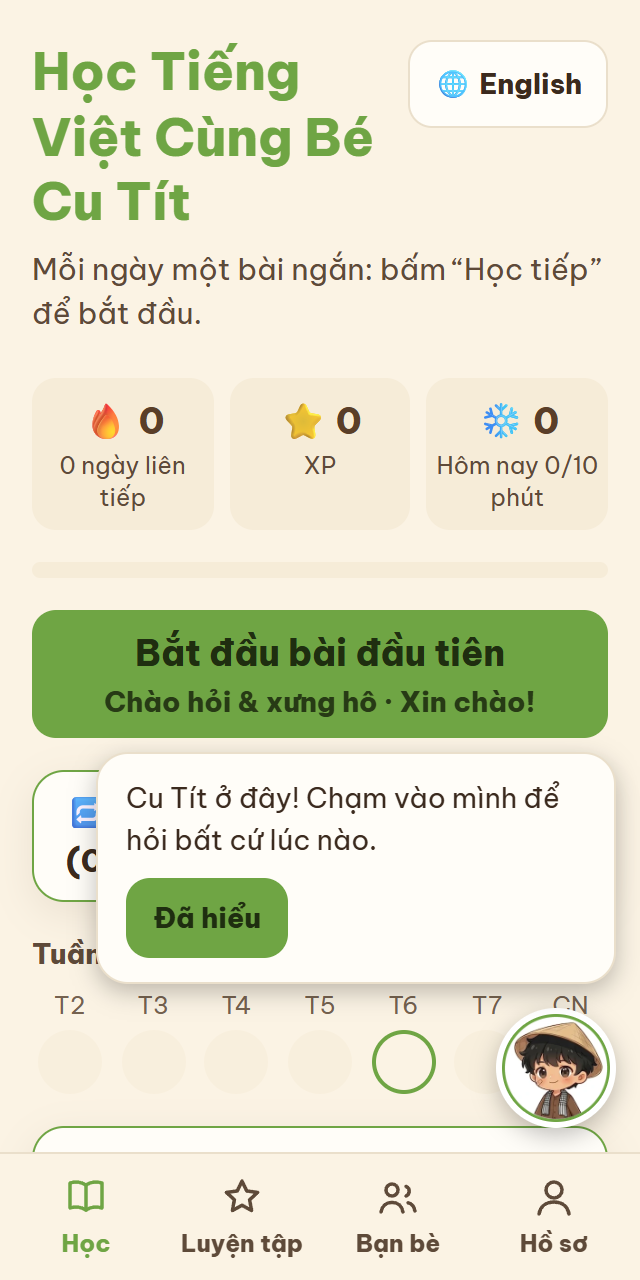 Học Tiếng
Việt Cùng Bé
Cu Tít
English
Mỗi ngày một bài ngắn: bấm “Học tiếp”
để bắt đầu.
0
0 ngày liên
tiếp
0
XP
0
Hôm nay 0/10
phút
Bắt đầu bài đầu tiên
Chào hỏi & xưng hô · Xin chào!
Cu Tít ở đây! Chạm vào mình để
hỏi bất cứ lúc nào.
Đã hiểu
Tuần
T2 T3 T4 T5 T6 T7 CN
Học Luyện tập Bạn bè Hồ sơ